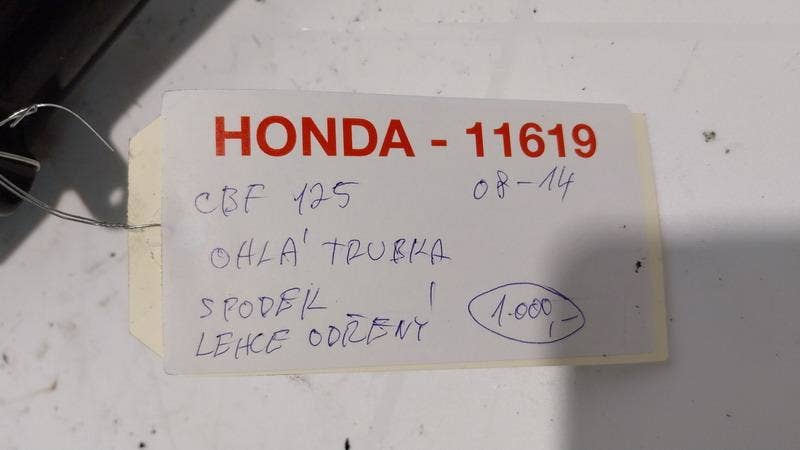 HONDA - 11619
CBF 125 08-14
OHLÁ TRUBKA
SPODEK
LEHCE ODŘENÝ 1.000,-